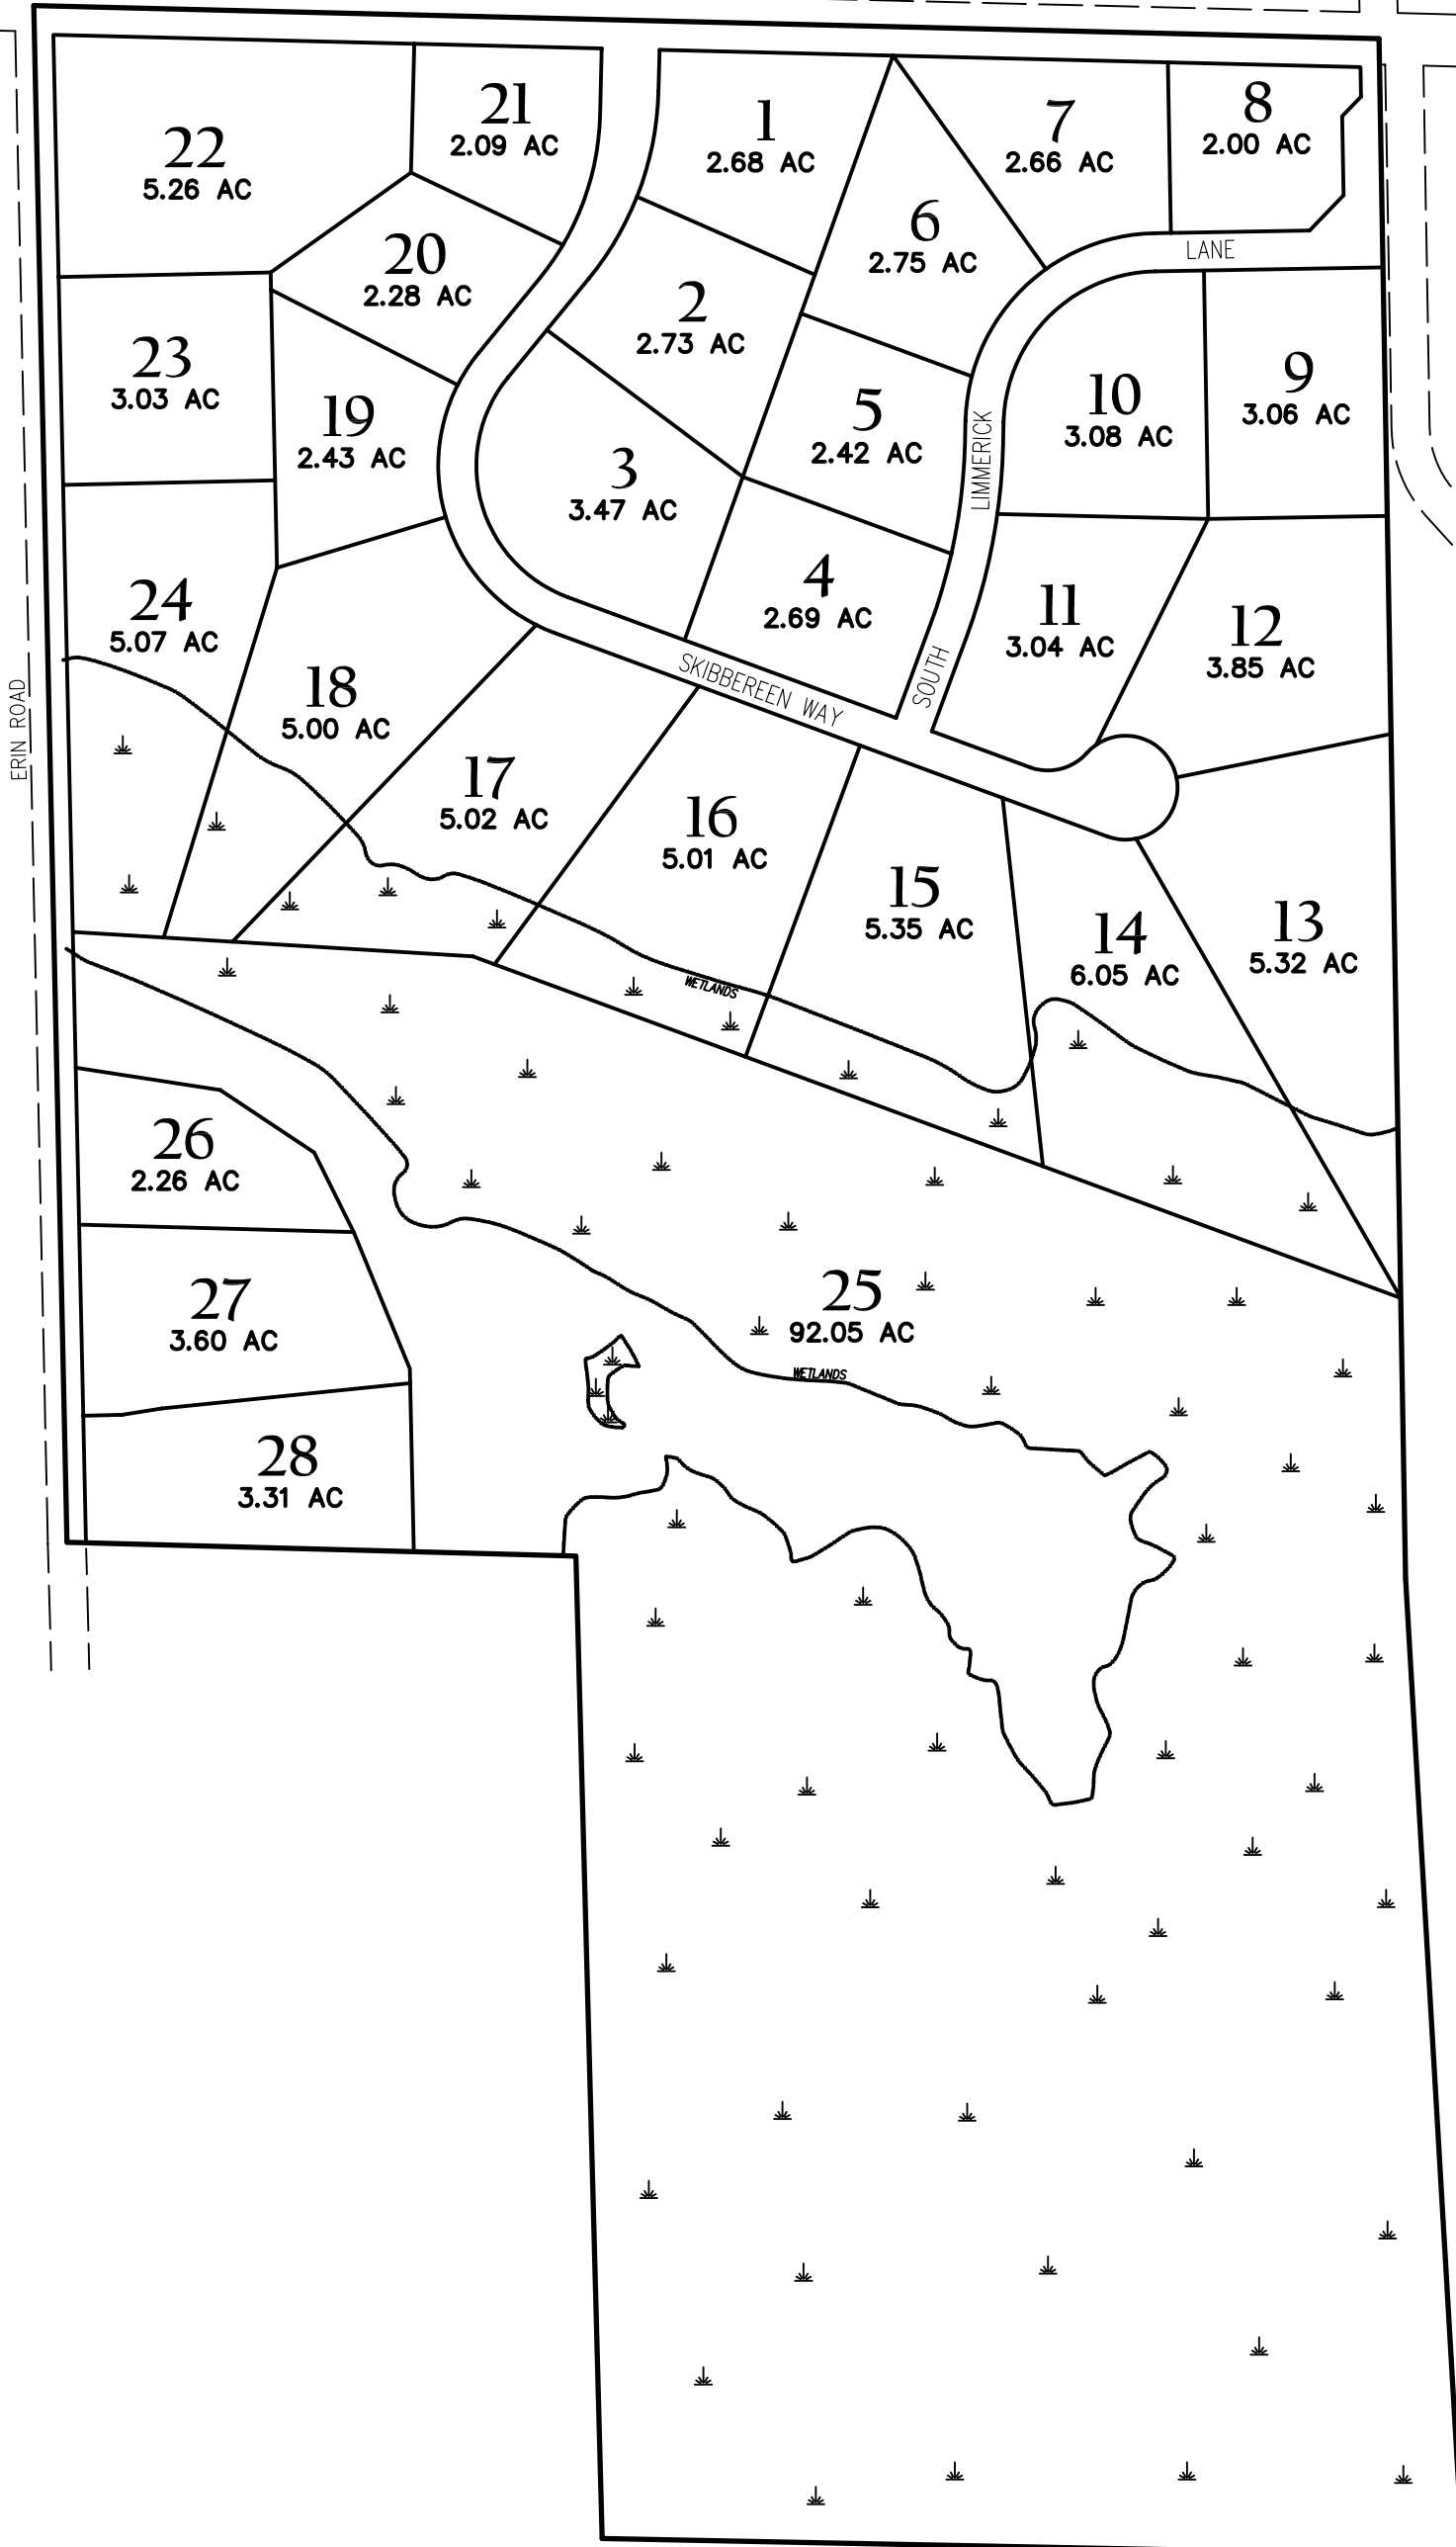 21
2.09 AC
8
2.00 AC
1
2.68 AC
7
2.66 AC
22
5.26 AC
6
2.75 AC
LANE
20
2.28 AC
2
2.73 AC
23
3.03 AC
9
3.06 AC
10
3.08 AC
5
2.42 AC
19
2.43 AC
LIMMERICK
3
3.47 AC
4
2.69 AC
24
5.07 AC
11
3.04 AC
12
3.85 AC
SOUTH
SKIBBEREEN WAY
18
5.00 AC
ERIN ROAD
17
5.02 AC
16
5.01 AC
15
5.35 AC
14
6.05 AC
13
5.32 AC
WETLANDS
26
2.26 AC
25
92.05 AC
27
3.60 AC
WETLANDS
28
3.31 AC